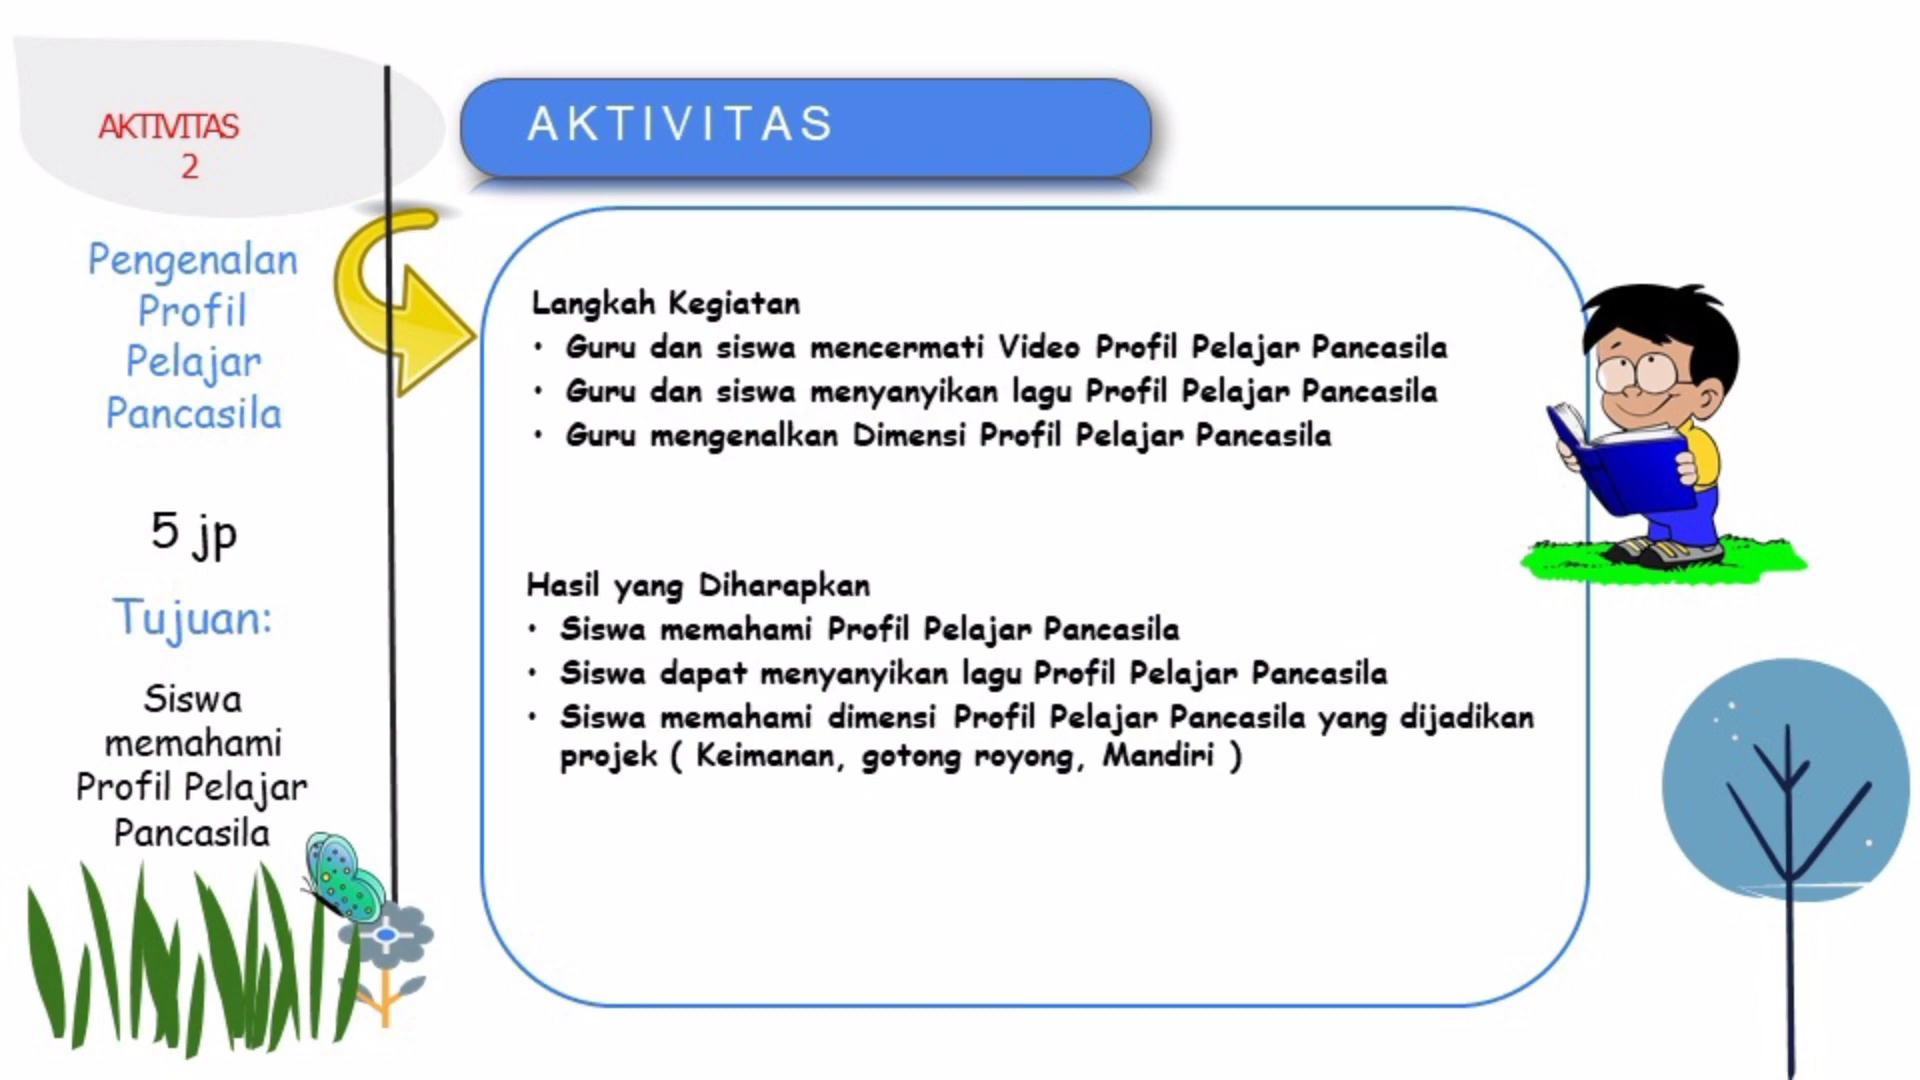 AKTIVITAS
2
Pengenalan
Profil
Pelajar
Pancasila
5 jp
Tujuan:
Siswa
memahami
Profil Pelajar
Pancasila
AKTIVITAS
Langkah Kegiatan
• Guru dan siswa mencermati Video Profil Pelajar Pancasila
• Guru dan siswa menyanyikan lagu Profil Pelajar Pancasila
• Guru mengenalkan Dimensi Profil Pelajar Pancasila
Hasil yang Diharapkan
• Siswa memahami Profil Pelajar Pancasila
• Siswa dapat menyanyikan lagu Profil Pelajar Pancasila
• Siswa memahami dimensi Profil Pelajar Pancasila yang dijadikan
projek ( Keimanan, gotong royong, Mandiri )